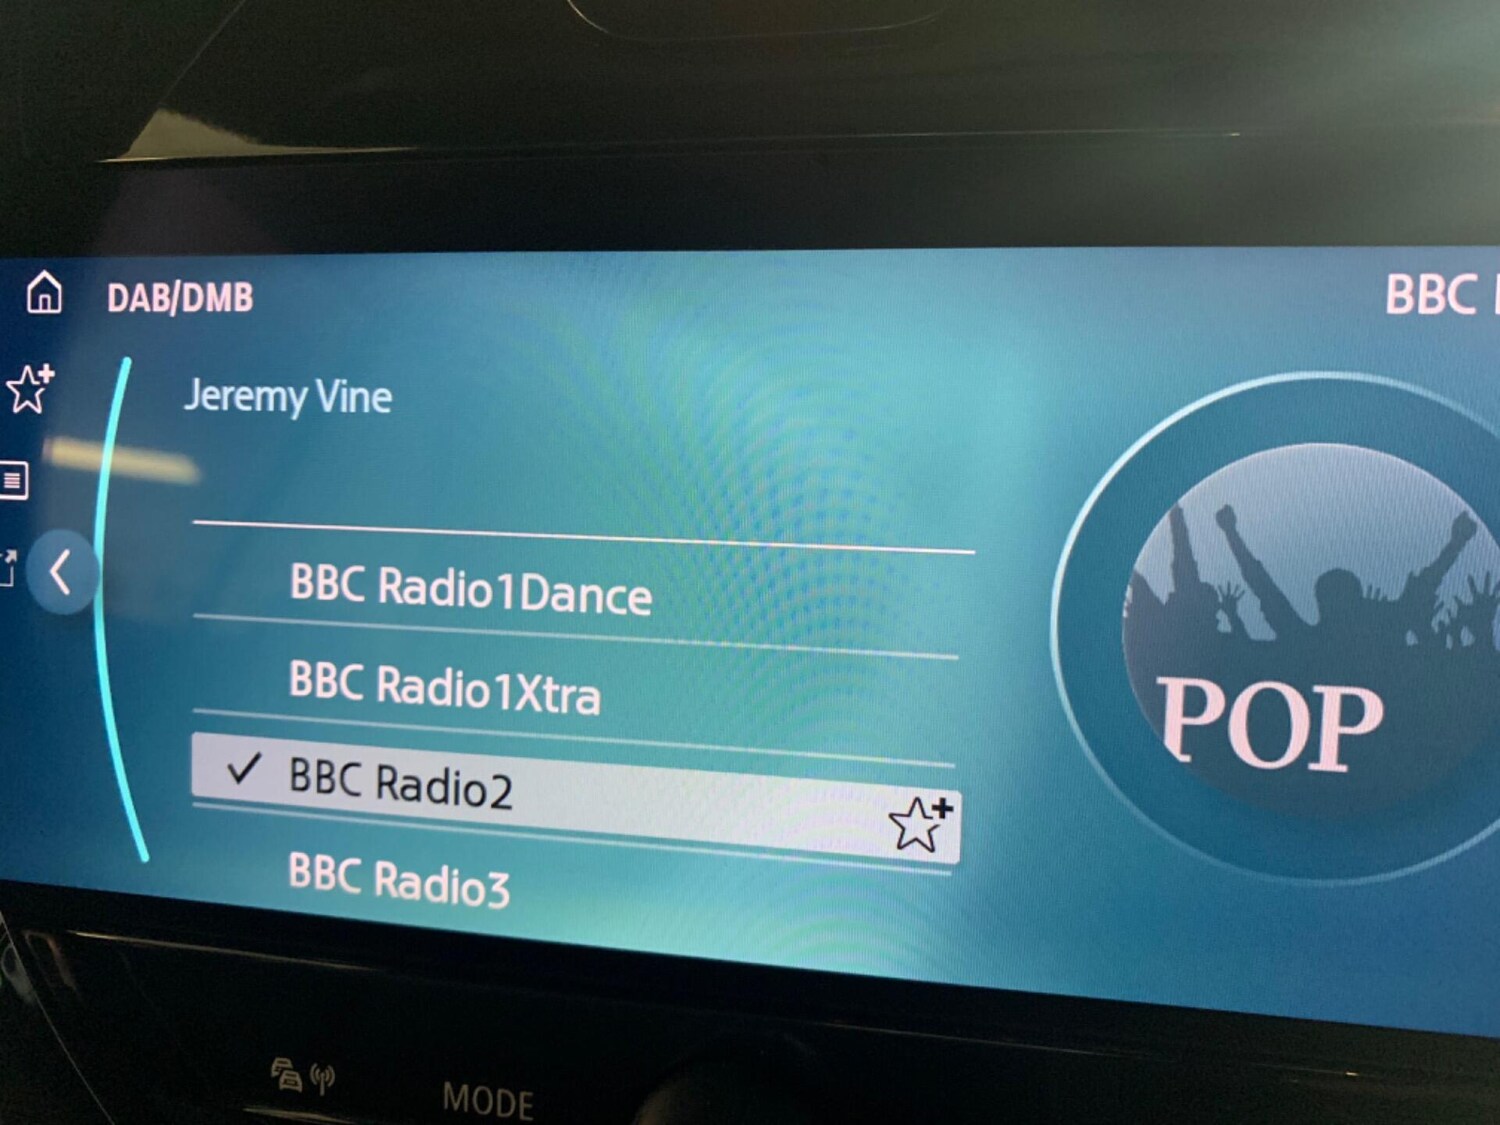 DAB/DMB
BBC
Jeremy Vine
BBC Radio1Dance
BBC Radio1Xtra
BBC Radio2
BBC Radio3
POP
MODE